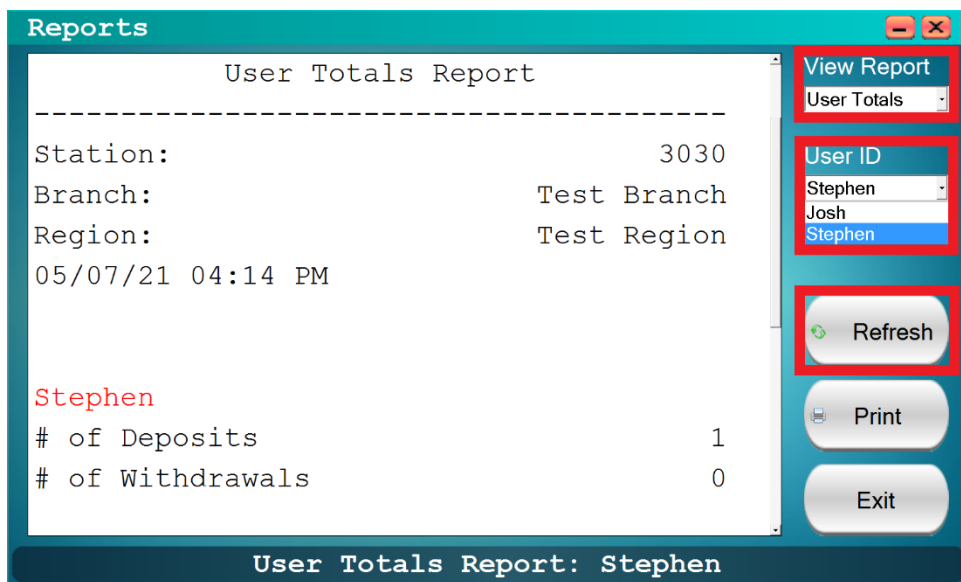 Reports
User Totals Report
----------------------------------------
Station: 3030
Branch: Test Branch
Region: Test Region
05/07/21 04:14 PM
Stephen
# of Deposits 1
# of Withdrawals 0
View Report
User Totals
User ID
Stephen
Josh
Stephen
Refresh
Print
Exit
User Totals Report: Stephen